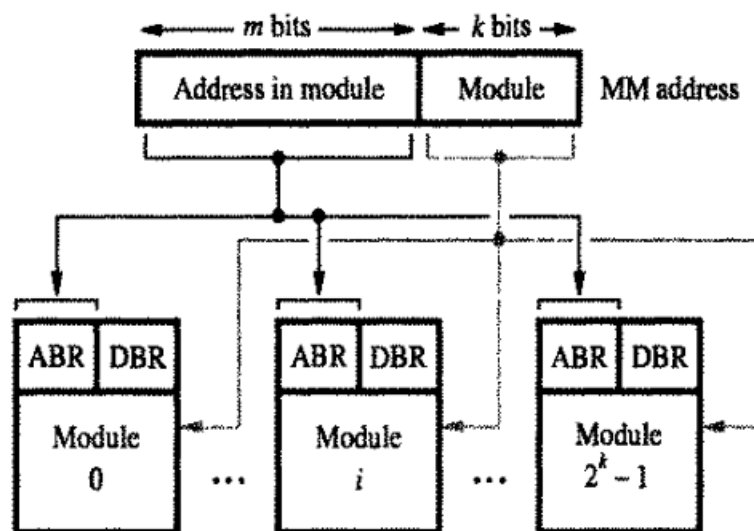 m bits k bits
Address in module Module MM address
ABR DBR ABR DBR ABR DBR
Module Module Module
0 ... i ... 2^k − 1